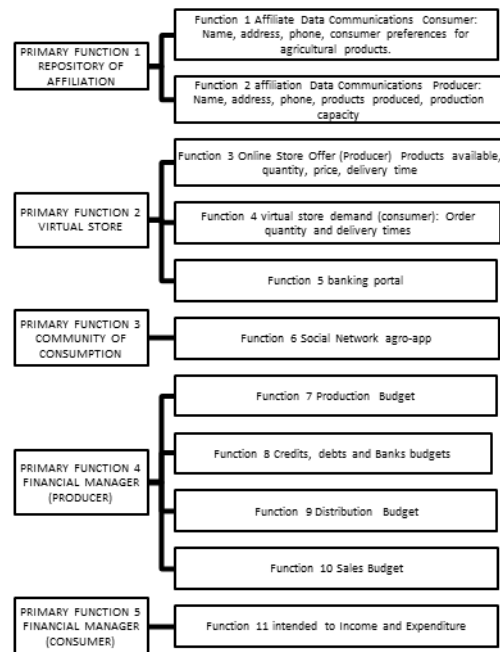 PRIMARY FUNCTION 1
REPOSITORY OF
AFFILIATION
Function 1 Affiliate Data Communications Consumer:
Name, address, phone, consumer preferences for
agricultural products.
Function 2 affiliation Data Communications Producer:
Name, address, phone, products produced, production
capacity
PRIMARY FUNCTION 2
VIRTUAL STORE
Function 3 Online Store Offer (Producer) Products available,
quantity, price, delivery time
Function 4 virtual store demand (consumer): Order
quantity and delivery times
Function 5 banking portal
PRIMARY FUNCTION 3
COMMUNITY OF
CONSUMPTION
Function 6 Social Network agro-app
PRIMARY FUNCTION 4
FINANCIAL MANAGER
(PRODUCER)
Function 7 Production Budget
Function 8 Credits, debts and Banks budgets
Function 9 Distribution Budget
Function 10 Sales Budget
PRIMARY FUNCTION 5
FINANCIAL MANAGER
(CONSUMER)
Function 11 intended to Income and Expenditure